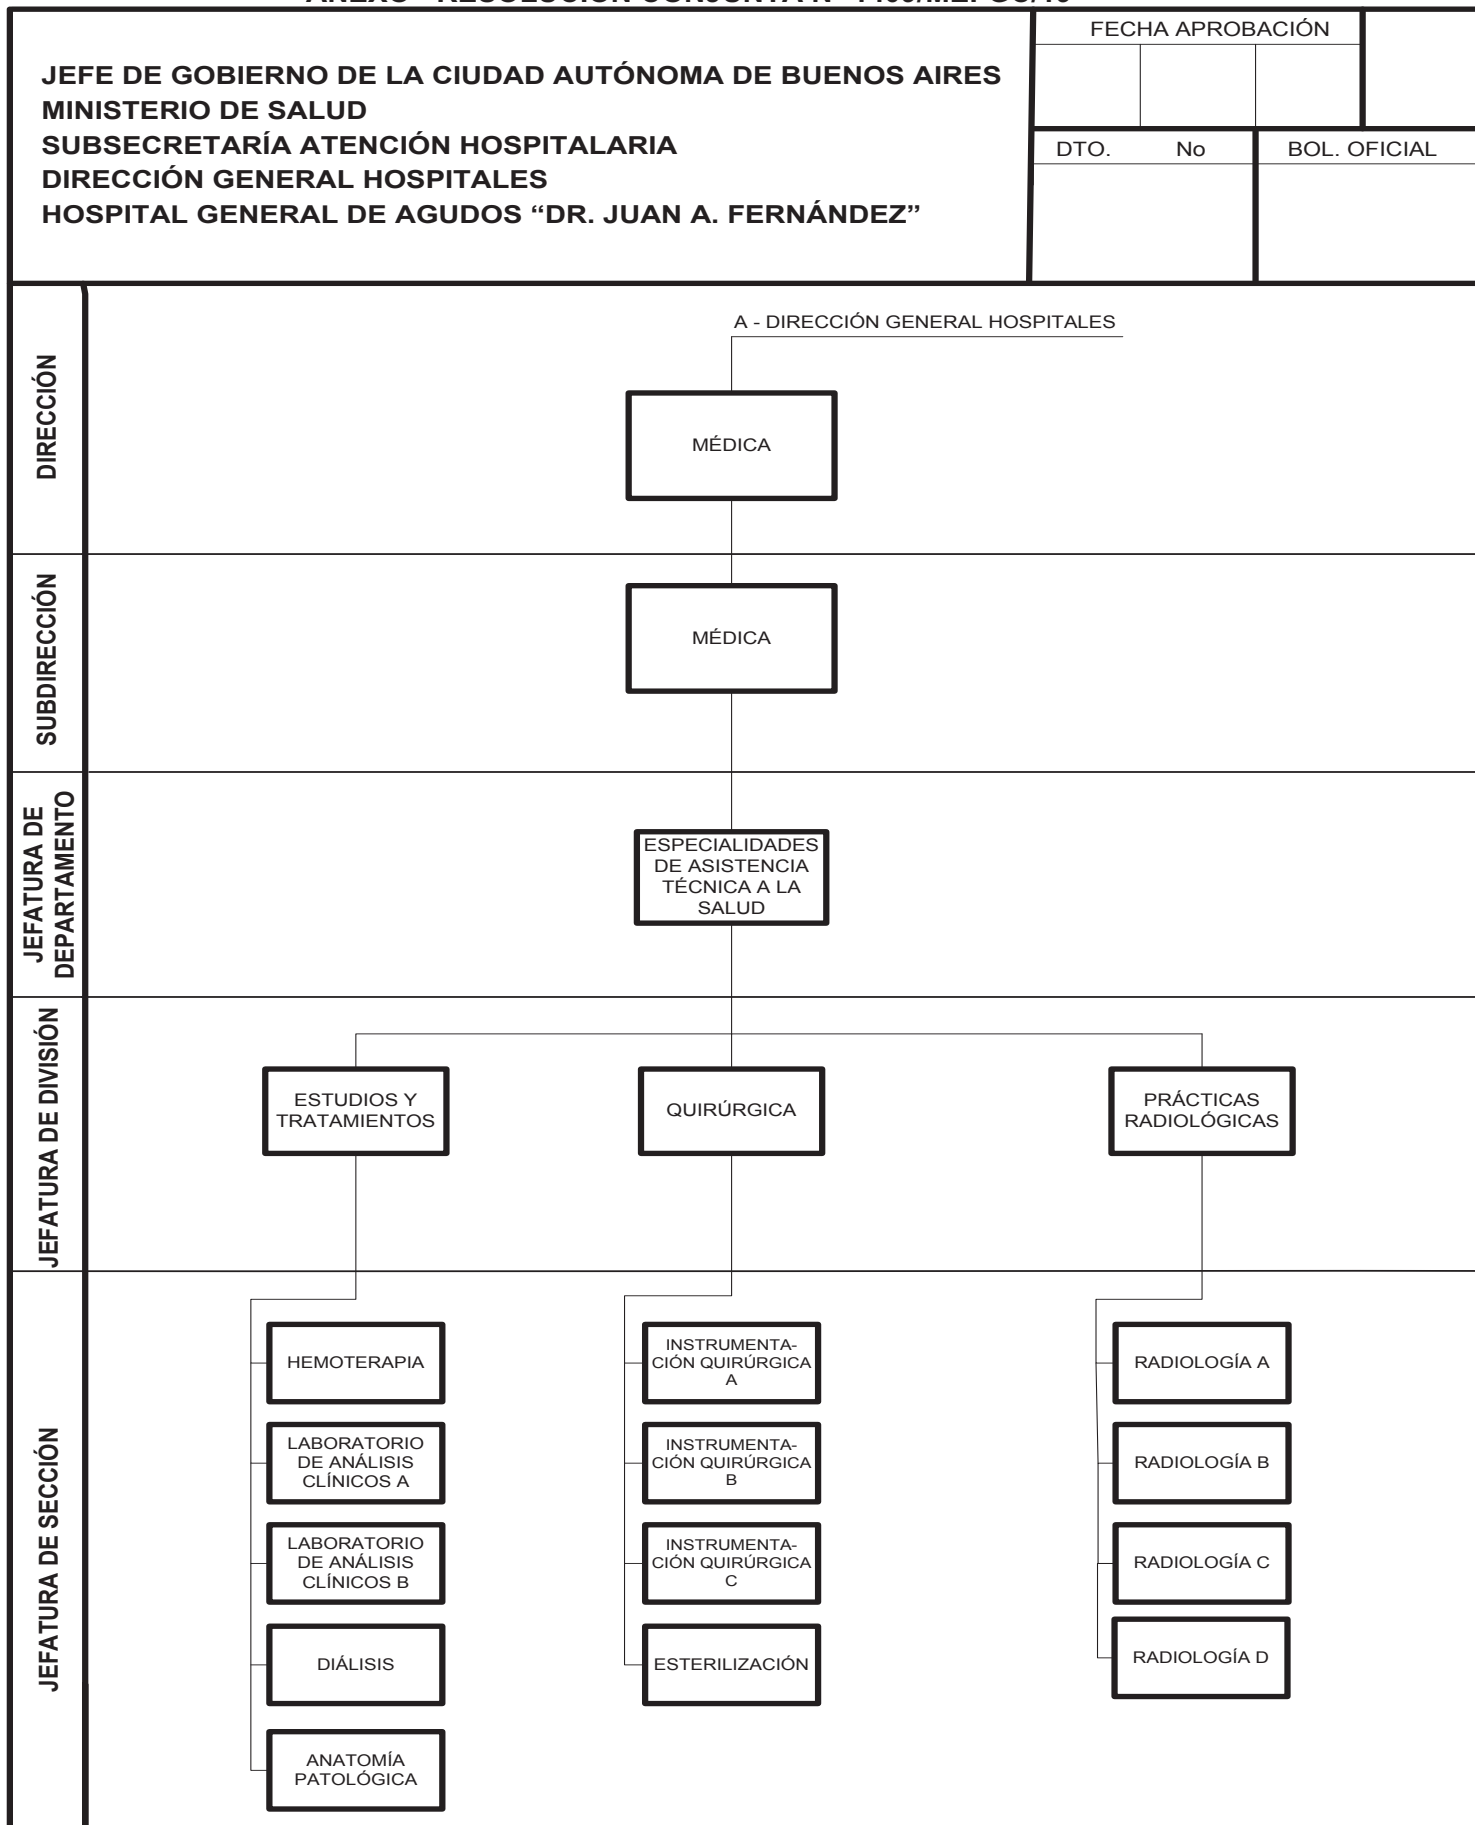 JEFE DE GOBIERNO DE LA CIUDAD AUTÓNOMA DE BUENOS AIRES
MINISTERIO DE SALUD
SUBSECRETARÍA ATENCIÓN HOSPITALARIA
DIRECCIÓN GENERAL HOSPITALES
HOSPITAL GENERAL DE AGUDOS “DR. JUAN A. FERNÁNDEZ”
FECHA APROBACIÓN
DTO. No
BOL. OFICIAL
DIRECCIÓN
A - DIRECCIÓN GENERAL HOSPITALES
MÉDICA
SUBDIRECCIÓN
MÉDICA
JEFATURA DE
DEPARTAMENTO
ESPECIALIDADES
DE ASISTENCIA
TÉCNICA A LA
SALUD
JEFATURA DE DIVISIÓN
ESTUDIOS Y
TRATAMIENTOS
QUIRÚRGICA
PRÁCTICAS
RADIOLÓGICAS
JEFATURA DE SECCIÓN
HEMOTERAPIA
LABORATORIO
DE ANÁLISIS
CLÍNICOS A
LABORATORIO
DE ANÁLISIS
CLÍNICOS B
DIÁLISIS
ANATOMÍA
PATOLÓGICA
INSTRUMENTA-
CIÓN QUIRÚRGICA
A
INSTRUMENTA-
CIÓN QUIRÚRGICA
B
INSTRUMENTA-
CIÓN QUIRÚRGICA
C
ESTERILIZACIÓN
RADIOLOGÍA A
RADIOLOGÍA B
RADIOLOGÍA C
RADIOLOGÍA D